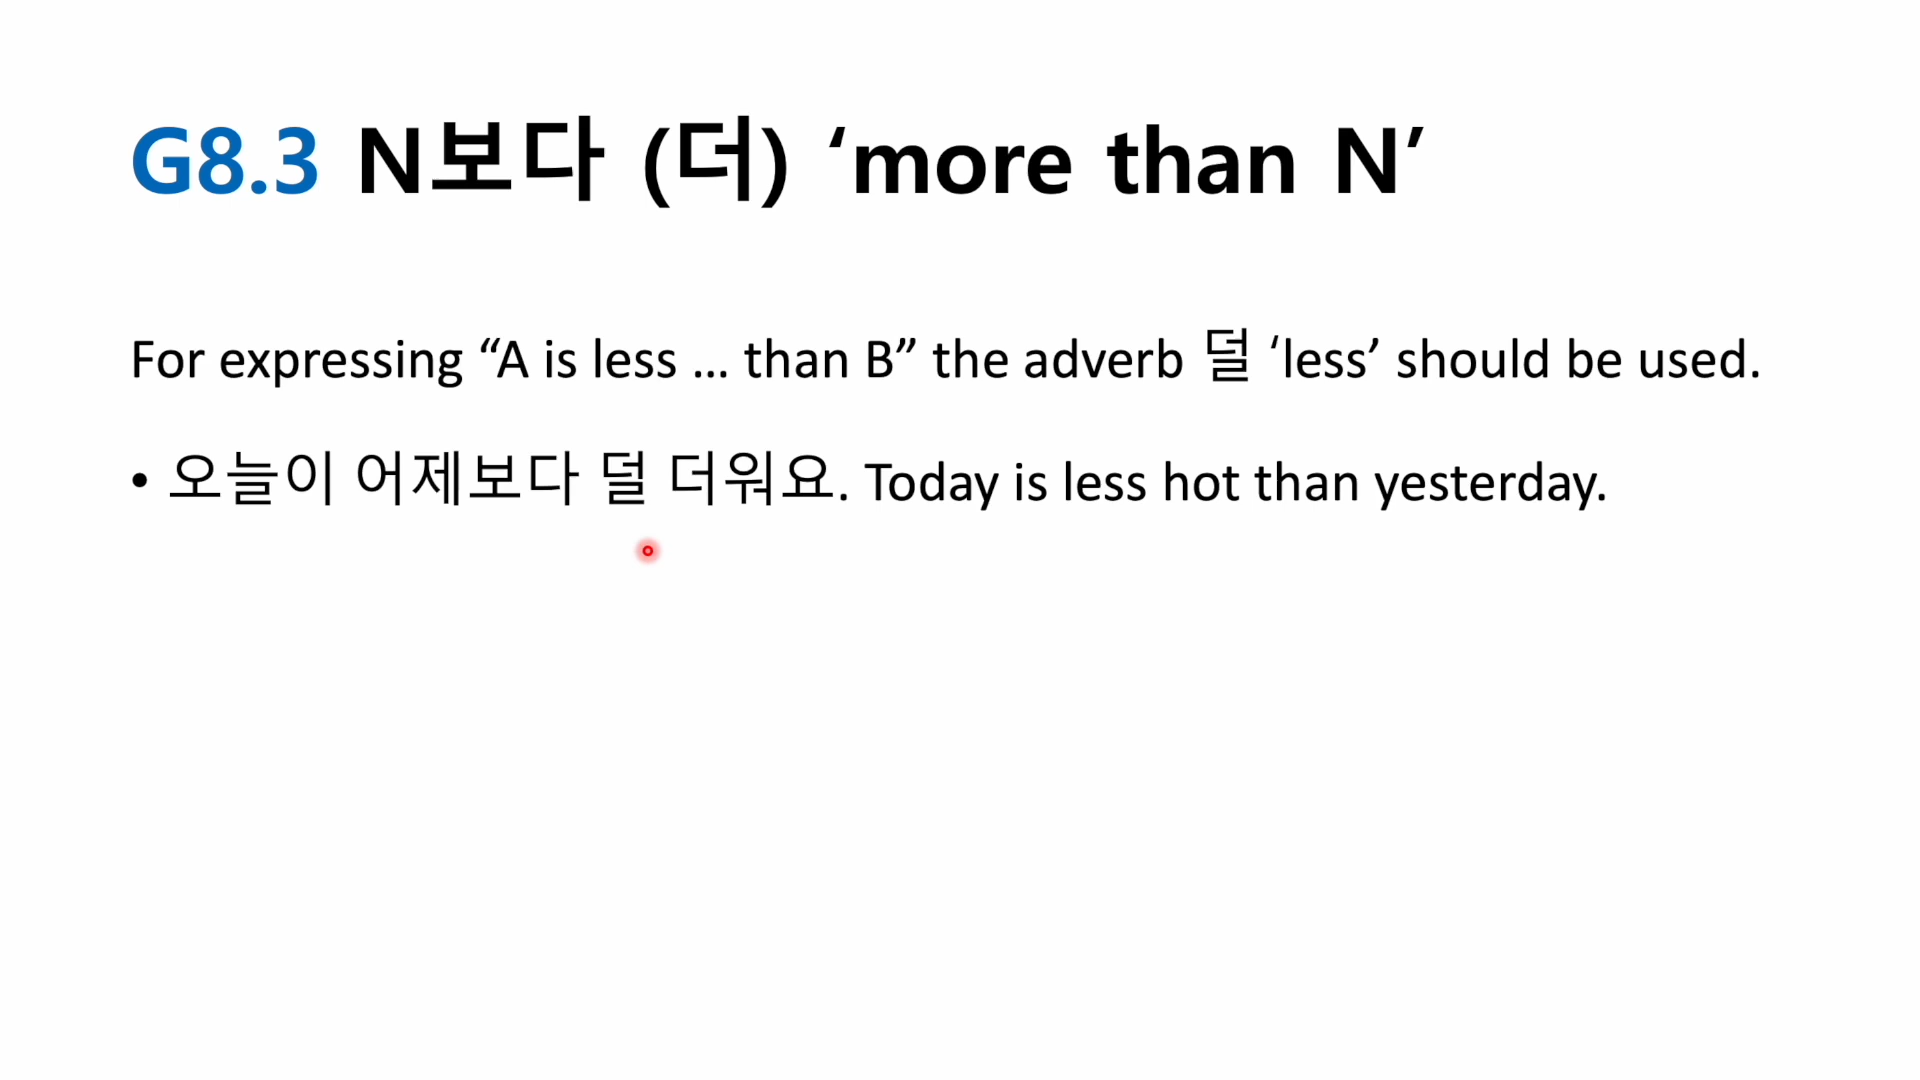 G8.3 N보다 (더) ‘more than N’
For expressing “A is less … than B” the adverb 덜 ‘less’ should be used.
• 오늘이 어제보다 덜 더워요. Today is less hot than yesterday.